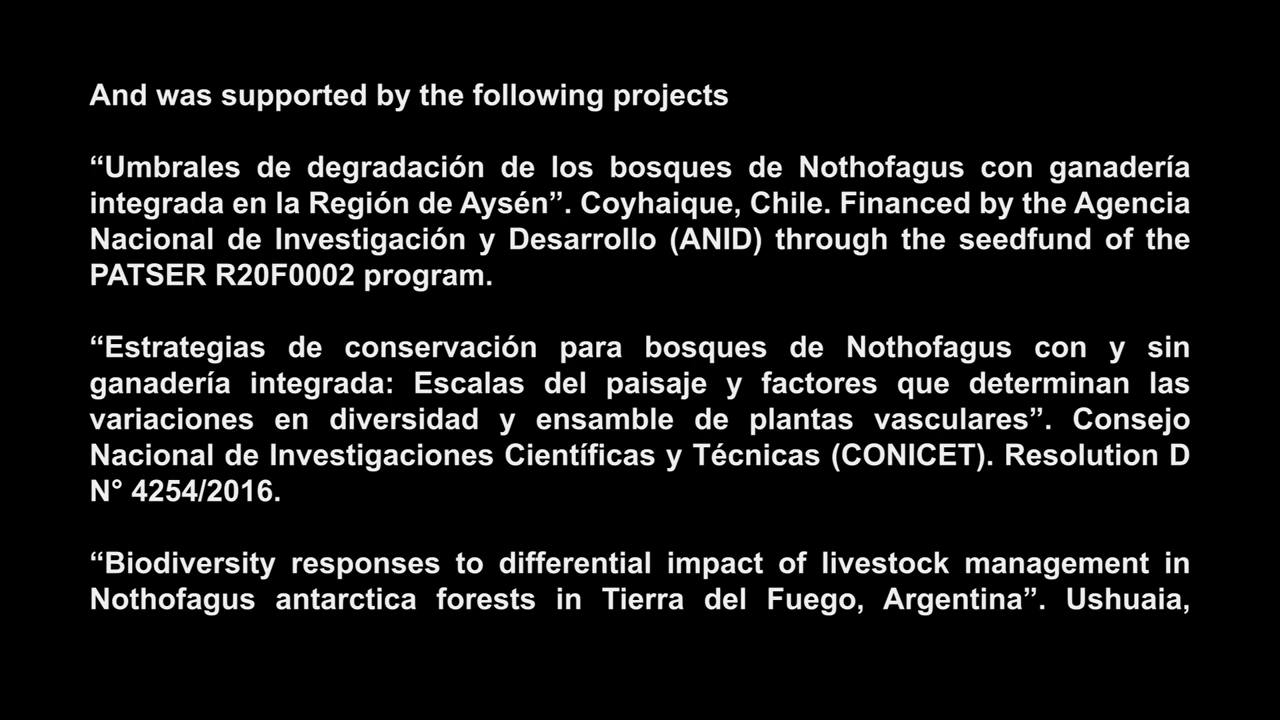 And was supported by the following projects
“Umbrales de degradación de los bosques de Nothofagus con ganadería
integrada en la Región de Aysén”. Coyhaique, Chile. Financed by the Agencia
Nacional de Investigación y Desarrollo (ANID) through the seedfund of the
PATSER R20F0002 program.
“Estrategias de conservación para bosques de Nothofagus con y sin
ganadería integrada: Escalas del paisaje y factores que determinan las
variaciones en diversidad y ensamble de plantas vasculares”. Consejo
Nacional de Investigaciones Científicas y Técnicas (CONICET). Resolution D
N° 4254/2016.
“Biodiversity responses to differential impact of livestock management in
Nothofagus antarctica forests in Tierra del Fuego, Argentina”. Ushuaia,